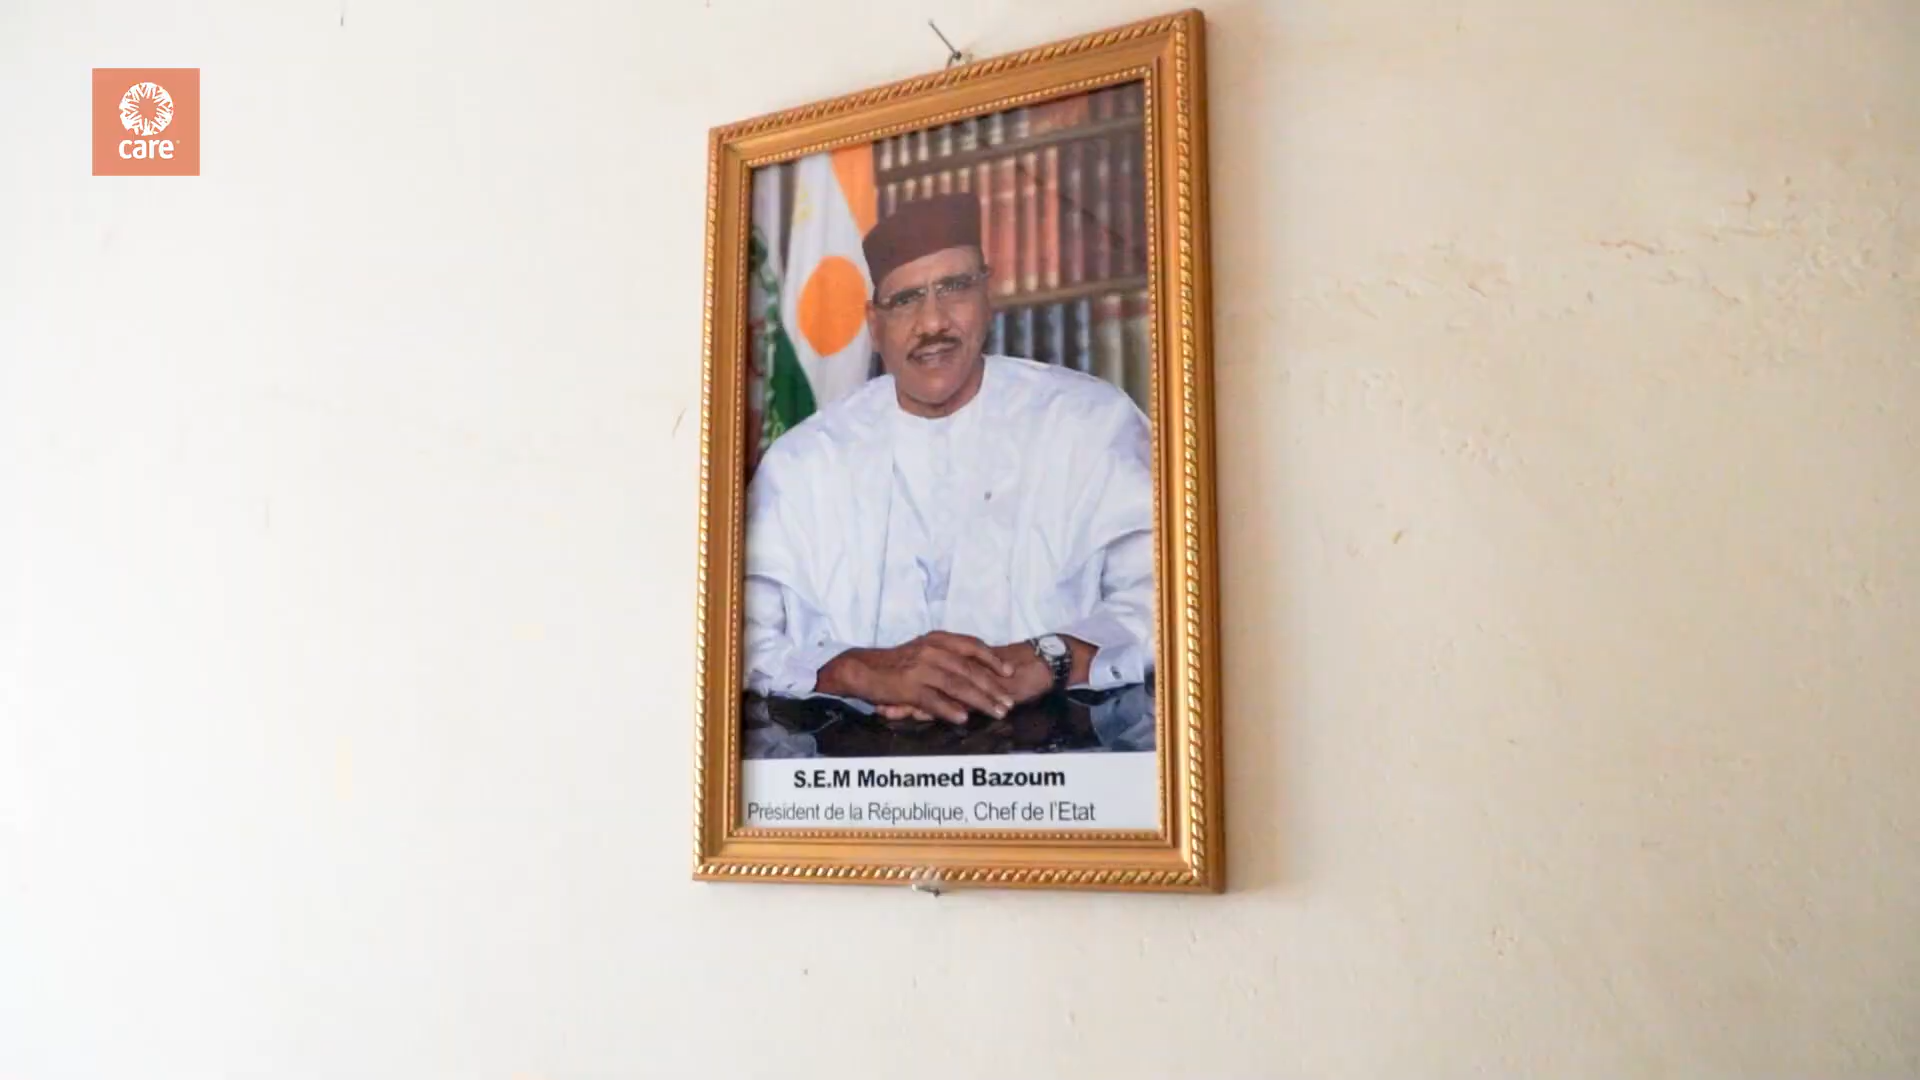 care
S.E.M Mohamed Bazoum
Président de la République, Chef de l'Etat